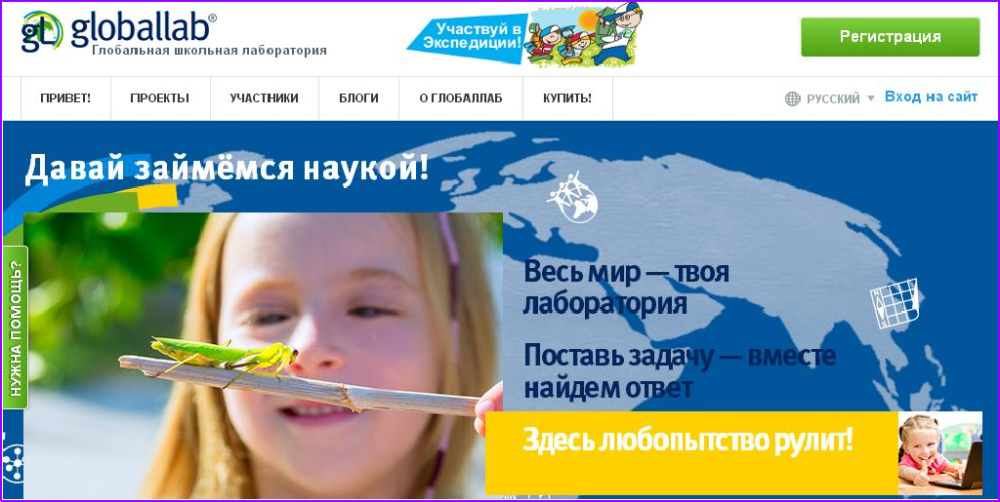 gL globallab®
Глобальная школьная лаборатория
Участвуй в
Экспедиции!
Регистрация
ПРИВЕТ!
ПРОЕКТЫ
УЧАСТНИКИ
БЛОГИ
О ГЛОБАЛЛАБ
КУПИТЬ!
РУССКИЙ
Вход на сайт
Давай займёмся наукой!
НУЖНА ПОМОЩЬ?
Весь мир — твоя
лаборатория
Поставь задачу — вместе
найдем ответ
Здесь любопытство рулит!